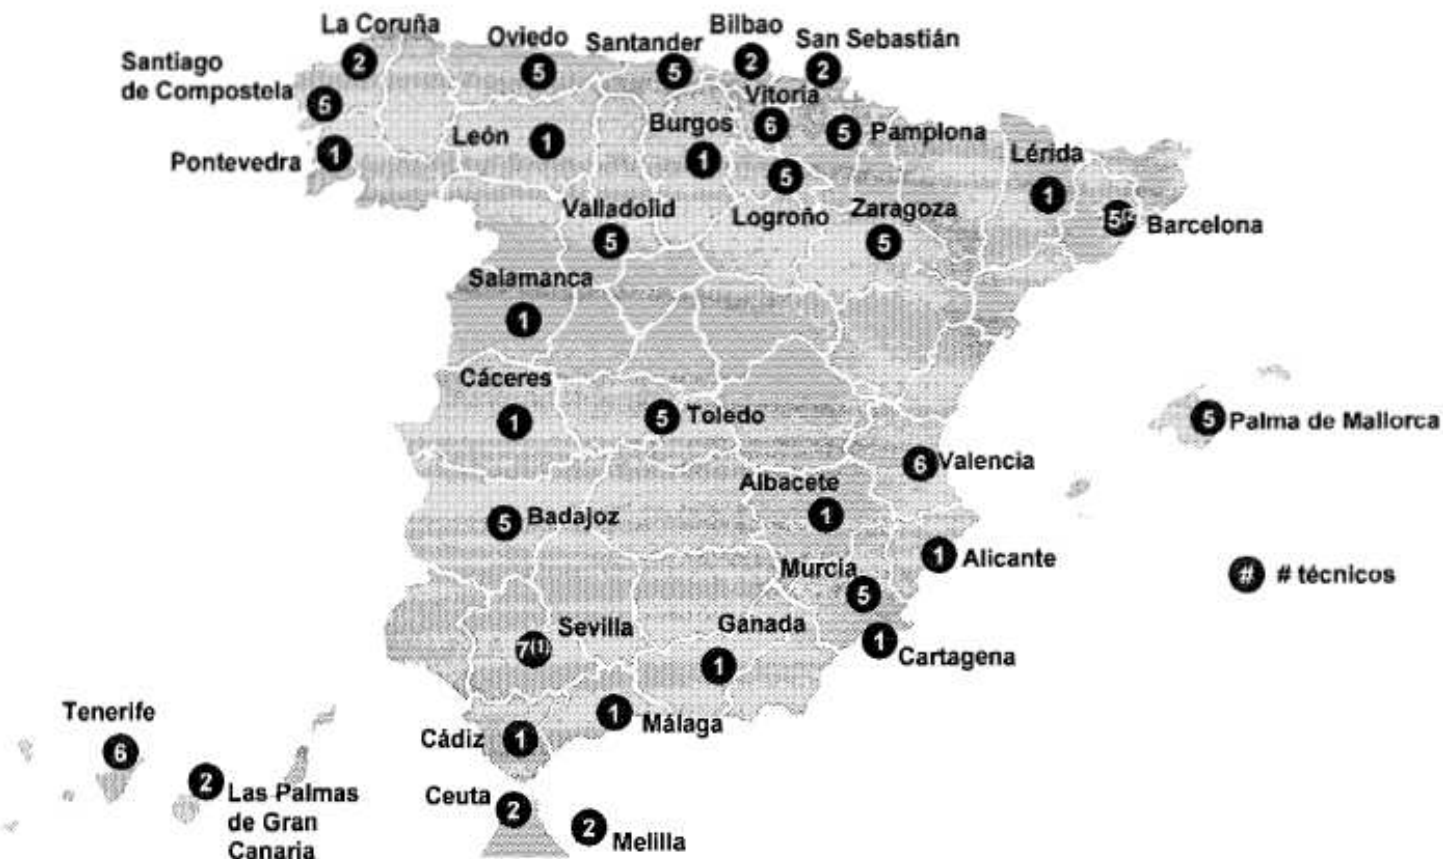 La Coruña
2
Oviedo
5
Santander
5
Bilbao
2
San Sebastián
2
Santiago
de Compostela
5
Pontevedra
1
León
1
Burgos
1
Vitoria
6
5
Pamplona
Logroño
5
Lérida
1
Barcelona
Valladolid
5
Zaragoza
5
Salamanca
1
Cáceres
1
5
Toledo
5
Palma de Mallorca
6
Valencia
Albacete
1
5
Badajoz
1
Alicante
# # técnicos
Murcia
5
1
Cartagena
7(1)
Sevilla
Ganada
1
1
Málaga
Cádiz
1
Tenerife
6
2
Las Palmas
de Gran
Canaria
Ceuta
2
2
Melilla